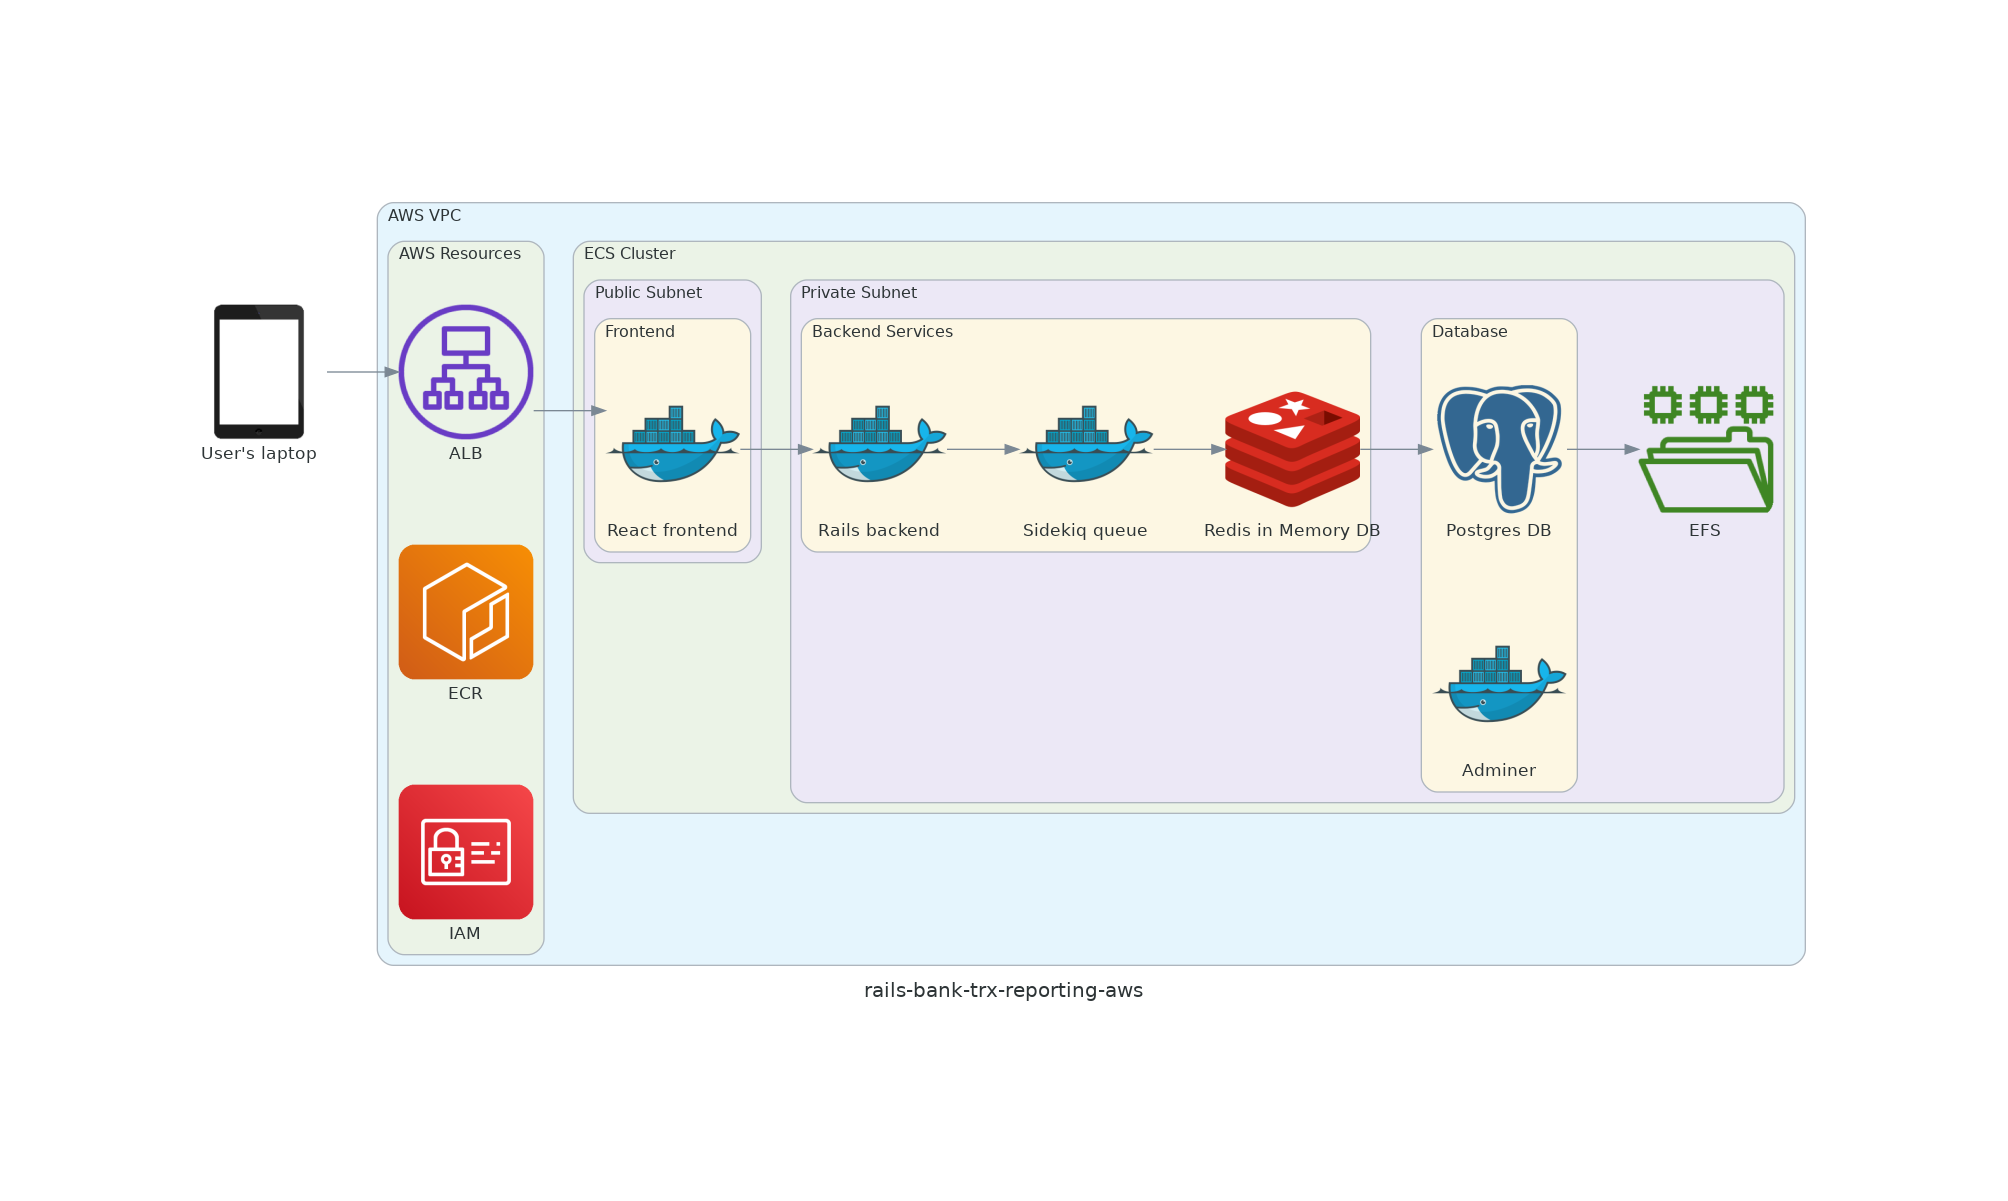 AWS VPC
AWS Resources
ECS Cluster
Public Subnet
Private Subnet
Frontend
Backend Services
Database
User's laptop
ALB
React frontend
Rails backend
Sidekiq queue
Redis in Memory DB
Postgres DB
EFS
ECR
Adminer
IAM
rails-bank-trx-reporting-aws